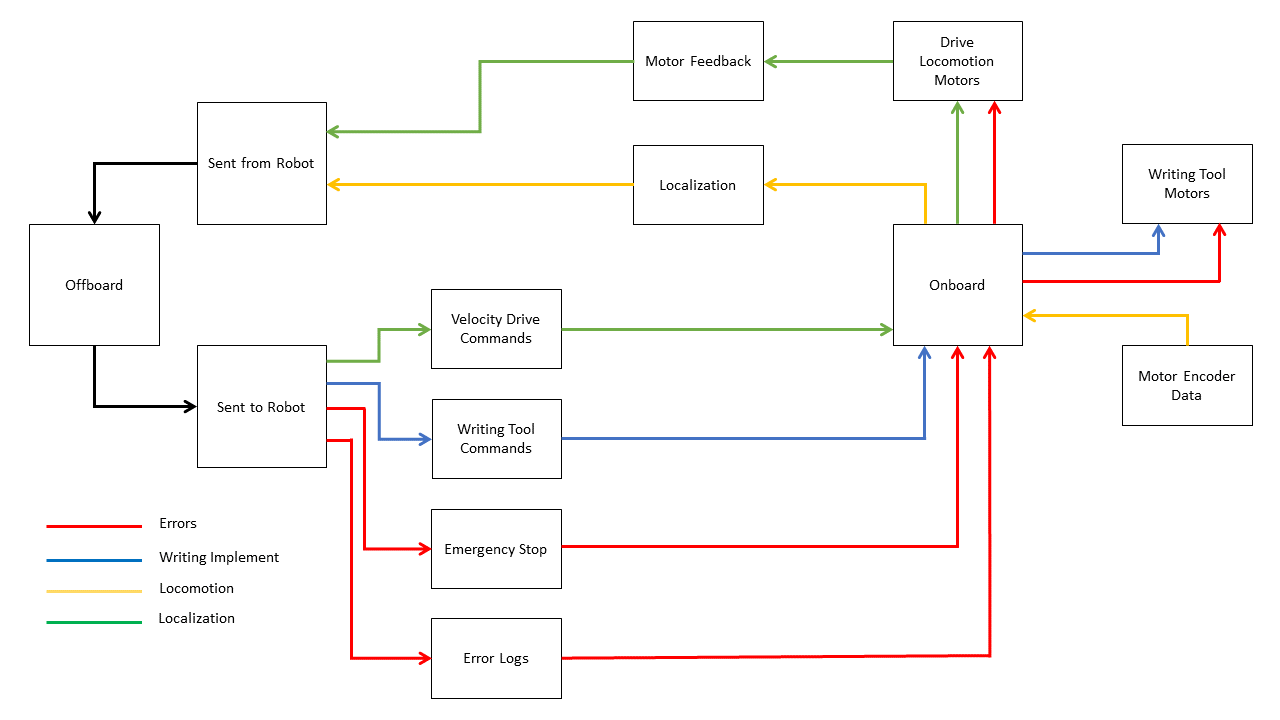 Drive
Locomotion
Motors
Motor Feedback
Sent from Robot
Localization
Writing Tool
Motors
Offboard
Onboard
Velocity Drive
Commands
Motor Encoder
Data
Sent to Robot
Writing Tool
Commands
Errors
Emergency Stop
Writing Implement
Locomotion
Localization
Error Logs